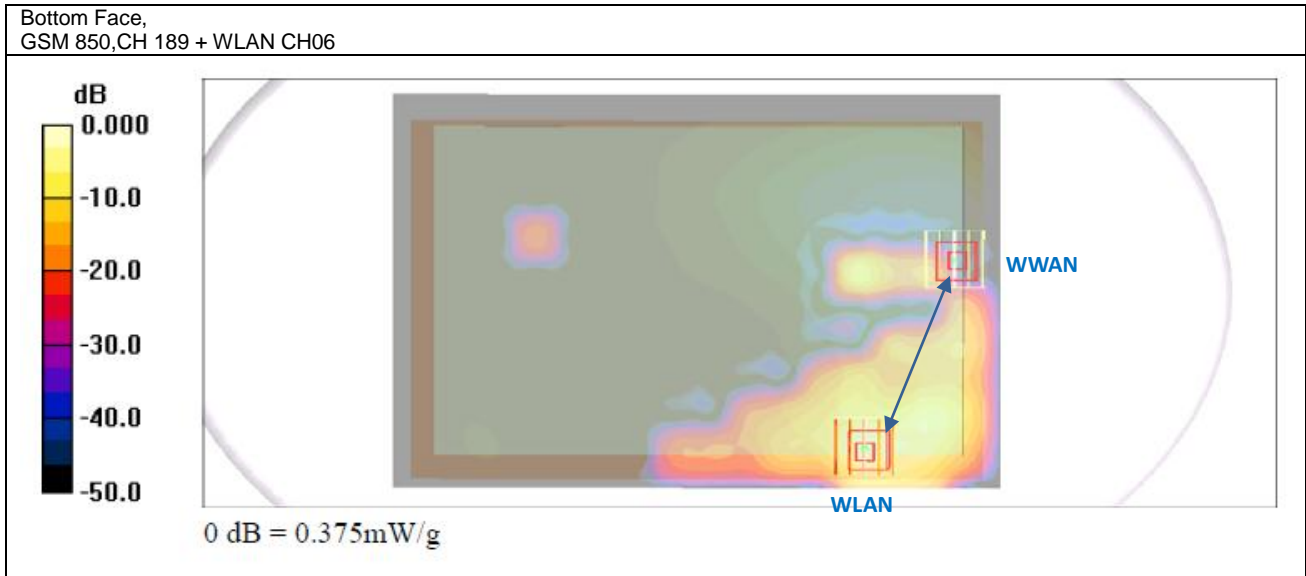 Bottom Face,
GSM 850,CH 189 + WLAN CH06
dB
0.000
-10.0
-20.0
-30.0
-40.0
-50.0
WWAN
WLAN
0 dB = 0.375mW/g